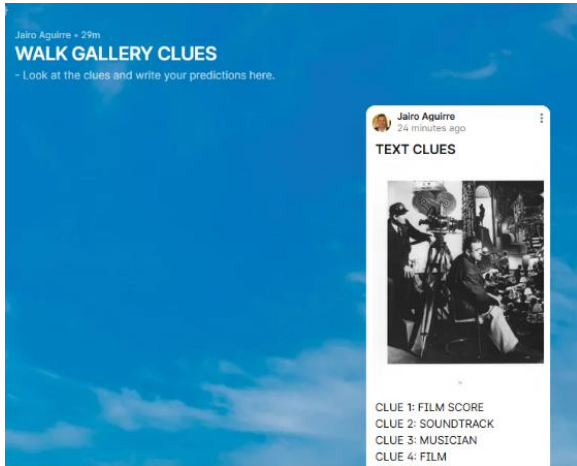 Jairo Aguirre • 29m
WALK GALLERY CLUES
- Look at the clues and write your predictions here.
Jairo Aguirre
24 minutes ago
TEXT CLUES
CLUE 1: FILM SCORE
CLUE 2: SOUNDTRACK
CLUE 3: MUSICIAN
CLUE 4: FILM